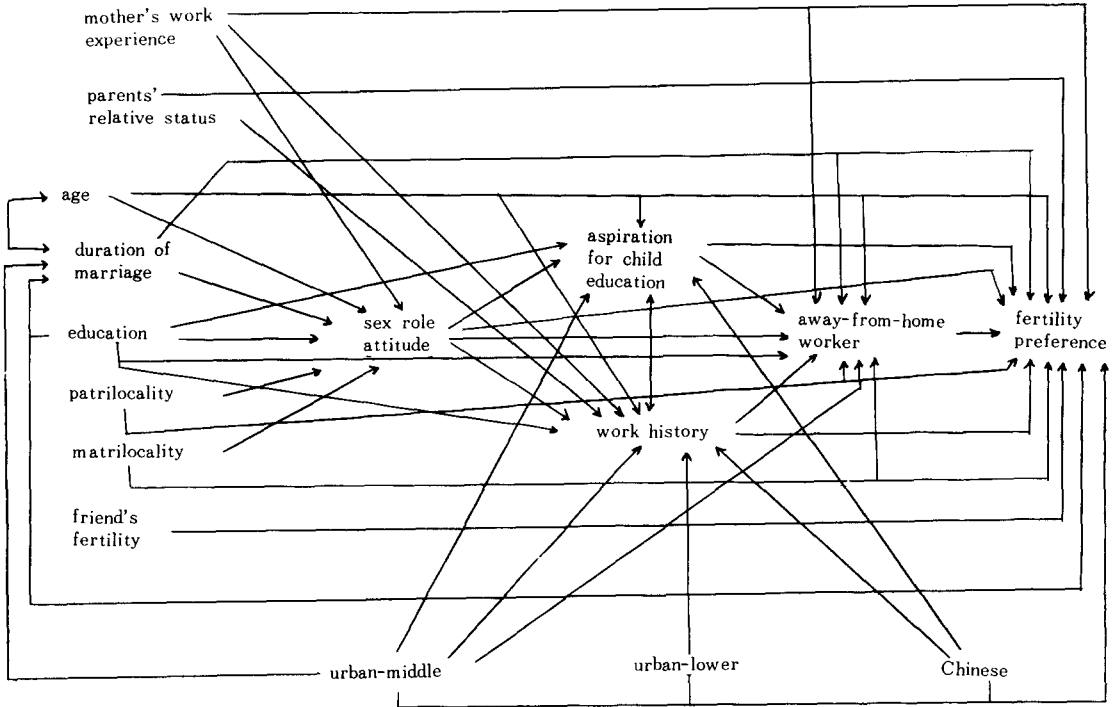 mother's work
experience
parents'
relative status
age
duration of
marriage
education
patrilocality
matrilocality
friend's
fertility
sex role
attitude
aspiration
for child
education
work history
away-from-home
worker
fertility
preference
urban-middle
urban-lower
Chinese